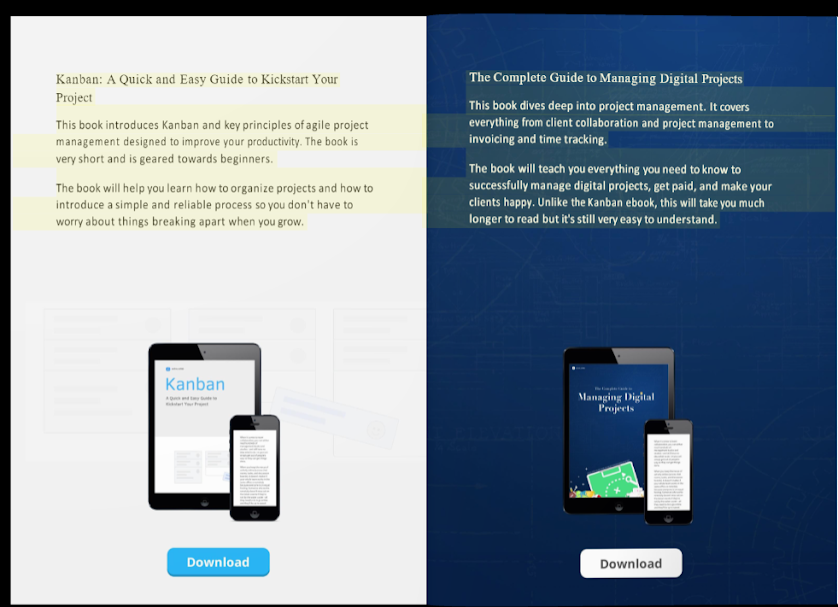 Kanban: A Quick and Easy Guide to Kickstart Your
Project
This book introduces Kanban and key principles of agile project
management designed to improve your productivity. The book is
very short and is geared towards beginners.
The book will help you learn how to organize projects and how to
introduce a simple and reliable process so you don't have to
worry about things breaking apart when you grow.
Kanban
A Quick and Easy Guide to
Kickstart Your Project
Download
The Complete Guide to Managing Digital Projects
This book dives deep into project management. It covers
everything from client collaboration and project management to
invoicing and time tracking.
The book will teach you everything you need to know to
successfully manage digital projects, get paid, and make your
clients happy. Unlike the Kanban ebook, this will take you much
longer to read but it's still very easy to understand.
The Complete Guide to
Managing Digital
Projects
Download